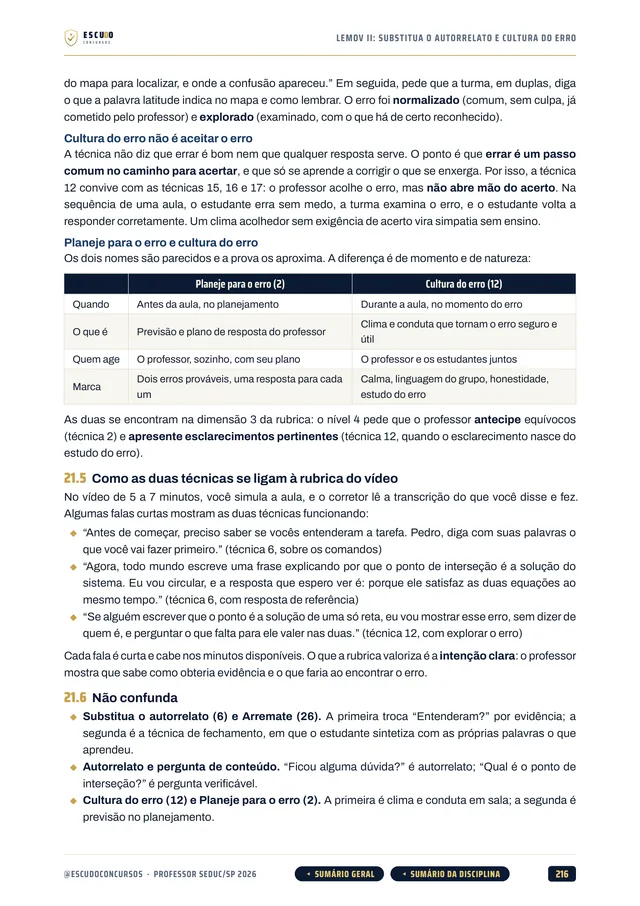 ESCUDO
CONCURSOS
LEMOV II: SUBSTITUA O AUTORRELATO E CULTURA DO ERRO
do mapa para localizar, e onde a confusão apareceu.” Em seguida, pede que a turma, em duplas, diga
o que a palavra latitude indica no mapa e como lembrar. O erro foi normalizado (comum, sem culpa, já
cometido pelo professor) e explorado (examinado, com o que há de certo reconhecido).
Cultura do erro não é aceitar o erro
A técnica não diz que errar é bom nem que qualquer resposta serve. O ponto é que errar é um passo
comum no caminho para acertar, e que só se aprende a corrigir o que se enxerga. Por isso, a técnica
12 convive com as técnicas 15, 16 e 17: o professor acolhe o erro, mas não abre mão do acerto. Na
sequência de uma aula, o estudante erra sem medo, a turma examina o erro, e o estudante volta a
responder corretamente. Um clima acolhedor sem exigência de acerto vira simpatia sem ensino.
Planeje para o erro e cultura do erro
Os dois nomes são parecidos e a prova os aproxima. A diferença é de momento e de natureza:
Planeje para o erro (2) Cultura do erro (12)
Quando Antes da aula, no planejamento Durante a aula, no momento do erro
O que é Previsão e plano de resposta do professor Clima e conduta que tornam o erro seguro e
útil
Quem age O professor, sozinho, com seu plano O professor e os estudantes juntos
Marca Dois erros prováveis, uma resposta para cada
um
Calma, linguagem do grupo, honestidade,
estudo do erro
As duas se encontram na dimensão 3 da rubrica: o nível 4 pede que o professor antecipe equívocos
(técnica 2) e apresente esclarecimentos pertinentes (técnica 12, quando o esclarecimento nasce do
estudo do erro).
21.5 Como as duas técnicas se ligam à rubrica do vídeo
No vídeo de 5 a 7 minutos, você simula a aula, e o corretor lê a transcrição do que você disse e fez.
Algumas falas curtas mostram as duas técnicas funcionando:
◆ “Antes de começar, preciso saber se vocês entenderam a tarefa. Pedro, diga com suas palavras o
que você vai fazer primeiro.” (técnica 6, sobre os comandos)
◆ “Agora, todo mundo escreve uma frase explicando por que o ponto de interseção é a solução do
sistema. Eu vou circular, e a resposta que espero ver é: porque ele satisfaz as duas equações ao
mesmo tempo.” (técnica 6, com resposta de referência)
◆ “Se alguém escrever que o ponto é a solução de uma só reta, eu vou mostrar esse erro, sem dizer de
quem é, e perguntar o que falta para ele valer nas duas.” (técnica 12, com explorar o erro)
Cada fala é curta e cabe nos minutos disponíveis. O que a rubrica valoriza é a intenção clara: o professor
mostra que sabe como obteria evidência e o que faria ao encontrar o erro.
21.6 Não confunda
◆ Substitua o autorrelato (6) e Arremate (26). A primeira troca “Entenderam?” por evidência; a
segunda é a técnica de fechamento, em que o estudante sintetiza com as próprias palavras o que
aprendeu.
◆ Autorrelato e pergunta de conteúdo. “Ficou alguma dúvida?” é autorrelato; “Qual é o ponto de
interseção?” é pergunta verificável.
◆ Cultura do erro (12) e Planeje para o erro (2). A primeira é clima e conduta em sala; a segunda é
previsão no planejamento.
@ESCUDOCONCURSOS · PROFESSOR SEDUC/SP 2026
SUMÁRIO GERAL
SUMÁRIO DA DISCIPLINA
216